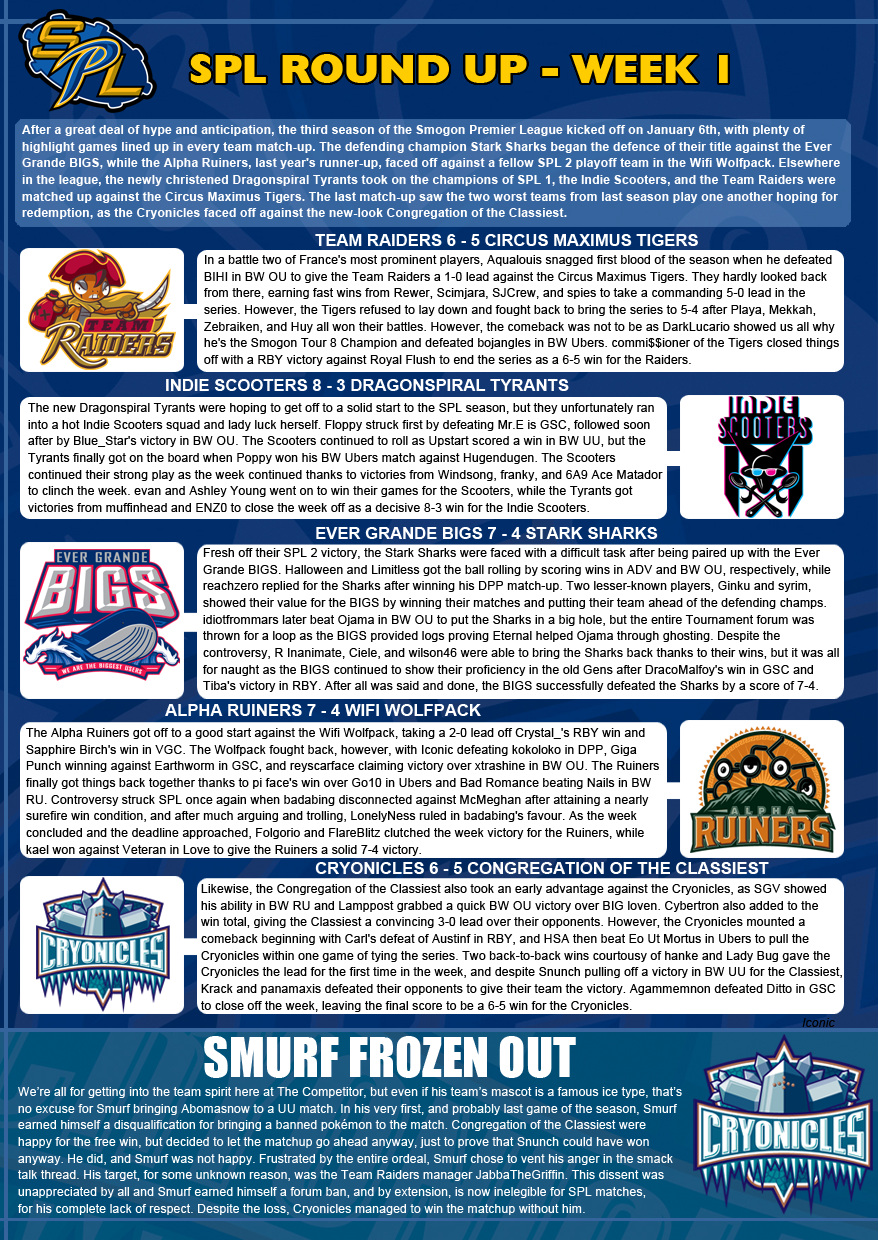 SPL
SPL ROUND UP - WEEK 1
After a great deal of hype and anticipation, the third season of the Smogon Premier League kicked off on January 6th, with plenty of
highlight games lined up in every team match-up. The defending champion Stark Sharks began the defence of their title against the Ever
Grande BIGS, while the Alpha Ruiners, last year's runner-up, faced off against a fellow SPL 2 playoff team in the Wifi Wolfpack. Elsewhere
in the league, the newly christened Dragonspiral Tyrants took on the champions of SPL 1, the Indie Scooters, and the Team Raiders were
matched up against the Circus Maximus Tigers. The last match-up saw the two worst teams from last season play one another hoping for
redemption, as the Cryonicles faced off against the new-look Congregation of the Classiest.
TEAM RAIDERS 6 - 5 CIRCUS MAXIMUS TIGERS
TEAM
RAIDERS
In a battle two of France's most prominent players, Aqualouis snagged first blood of the season when he defeated
BIHI in BW OU to give the Team Raiders a 1-0 lead against the Circus Maximus Tigers. They hardly looked back
from there, earning fast wins from Rewer, Scimjara, SJCrew, and spies to take a commanding 5-0 lead in the
series. However, the Tigers refused to lay down and fought back to bring the series to 5-4 after Playa, Mekkah,
Zebraiken, and Huy all won their battles. However, the comeback was not to be as DarkLucario showed us all why
he's the Smogon Tour 8 Champion and defeated bojangles in BW Ubers. commi$$ioner of the Tigers closed things
off with a RBY victory against Royal Flush to end the series as a 6-5 win for the Raiders.
INDIE SCOOTERS 8 - 3 DRAGONSPIRAL TYRANTS
The new Dragonspiral Tyrants were hoping to get off to a solid start to the SPL season, but they unfortunately ran
into a hot Indie Scooters squad and lady luck herself. Floppy struck first by defeating Mr.E is GSC, followed soon
after by Blue_Star's victory in BW OU. The Scooters continued to roll as Upstart scored a win in BW UU, but the
Tyrants finally got on the board when Poppy won his BW Ubers match against Hugendugen. The Scooters
continued their strong play as the week continued thanks to victories from Windsong, franky, and 6A9 Ace Matador
to clinch the week. evan and Ashley Young went on to win their games for the Scooters, while the Tyrants got
victories from muffinhead and ENZ0 to close the week off as a decisive 8-3 win for the Indie Scooters.
INDIE
SCOOTERS
EVER GRANDE BIGS 7 - 4 STARK SHARKS
EVER GRANDE
BIGS
WE ARE THE BIGGEST USERS
Fresh off their SPL 2 victory, the Stark Sharks were faced with a difficult task after being paired up with the Ever
Grande BIGS. Halloween and Limitless got the ball rolling by scoring wins in ADV and BW OU, respectively, while
reachzero replied for the Sharks after winning his DPP match-up. Two lesser-known players, Ginku and syrim,
showed their value for the BIGS by winning their matches and putting their team ahead of the defending champs.
idiotfrommars later beat Ojama in BW OU to put the Sharks in a big hole, but the entire Tournament forum was
thrown for a loop as the BIGS provided logs proving Eternal helped Ojama through ghosting. Despite the
controversy, R Inanimate, Ciele, and wilson46 were able to bring the Sharks back thanks to their wins, but it was all
for naught as the BIGS continued to show their proficiency in the old Gens after DracoMalfoy's win in GSC and
Tiba's victory in RBY. After all was said and done, the BIGS successfully defeated the Sharks by a score of 7-4.
ALPHA RUINERS 7 - 4 WIFI WOLFPACK
The Alpha Ruiners got off to a good start against the Wifi Wolfpack, taking a 2-0 lead off Crystal_'s RBY win and
Sapphire Birch's win in VGC. The Wolfpack fought back, however, with Iconic defeating kokoloko in DPP, Giga
Punch winning against Earthworm in GSC, and reyscarface claiming victory over xtrashine in BW OU. The Ruiners
finally got things back together thanks to pi face's win over Go10 in Ubers and Bad Romance beating Nails in BW
RU. Controversy struck SPL once again when badabing disconnected against McMeghan after attaining a nearly
surefire win condition, and after much arguing and trolling, LonelyNess ruled in badabing's favour. As the week
concluded and the deadline approached, Folgorio and FlareBlitz clutched the week victory for the Ruiners, while
kael won against Veteran in Love to give the Ruiners a solid 7-4 victory.
ALPHA
RUINERS
CRYONICLES 6 - 5 CONGREGATION OF THE CLASSIEST
CRYONICLES
Likewise, the Congregation of the Classiest also took an early advantage against the Cryonicles, as SGV showed
his ability in BW RU and Lamppost grabbed a quick BW OU victory over BIG loven. Cybertron also added to the
win total, giving the Classiest a convincing 3-0 lead over their opponents. However, the Cryonicles mounted a
comeback beginning with Carl's defeat of Austinf in RBY, and HSA then beat Eo Ut Mortus in Ubers to pull the
Cryonicles within one game of tying the series. Two back-to-back wins courtousy of hanke and Lady Bug gave the
Cryonicles the lead for the first time in the week, and despite Snunch pulling off a victory in BW UU for the Classiest,
Krack and panamaxis defeated their opponents to give their team the victory. Agammemnon defeated Ditto in GSC
to close off the week, leaving the final score to be a 6-5 win for the Cryonicles.
Iconic
SMURF FROZEN OUT
We're all for getting into the team spirit here at The Competitor, but even if his team's mascot is a famous ice type, that's
no excuse for Smurf bringing Abomasnow to a UU match. In his very first, and probably last game of the season, Smurf
earned himself a disqualification for bringing a banned pokémon to the match. Congregation of the Classiest were
happy for the free win, but decided to let the matchup go ahead anyway, just to prove that Snunch could have won
anyway. He did, and Smurf was not happy. Frustrated by the entire ordeal, Smurf chose to vent his anger in the smack
talk thread. His target, for some unknown reason, was the Team Raiders manager JabbaTheGriffin. This dissent was
unappreciated by all and Smurf earned himself a forum ban, and by extension, is now inelegible for SPL matches,
for his complete lack of respect. Despite the loss, Cryonicles managed to win the matchup without him.
CRYONICLES